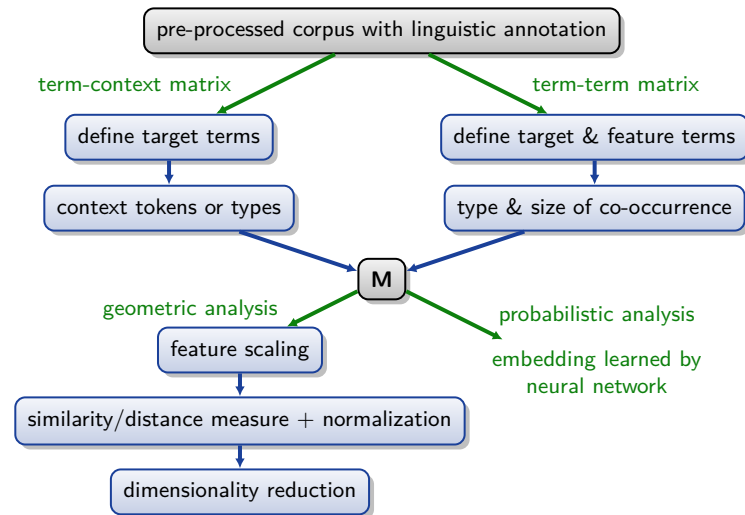 pre-processed corpus with linguistic annotation
term-context matrix
term-term matrix
define target terms
define target & feature terms
context tokens or types
type & size of co-occurrence
M
geometric analysis
probabilistic analysis
feature scaling
embedding learned by
neural network
similarity/distance measure + normalization
dimensionality reduction